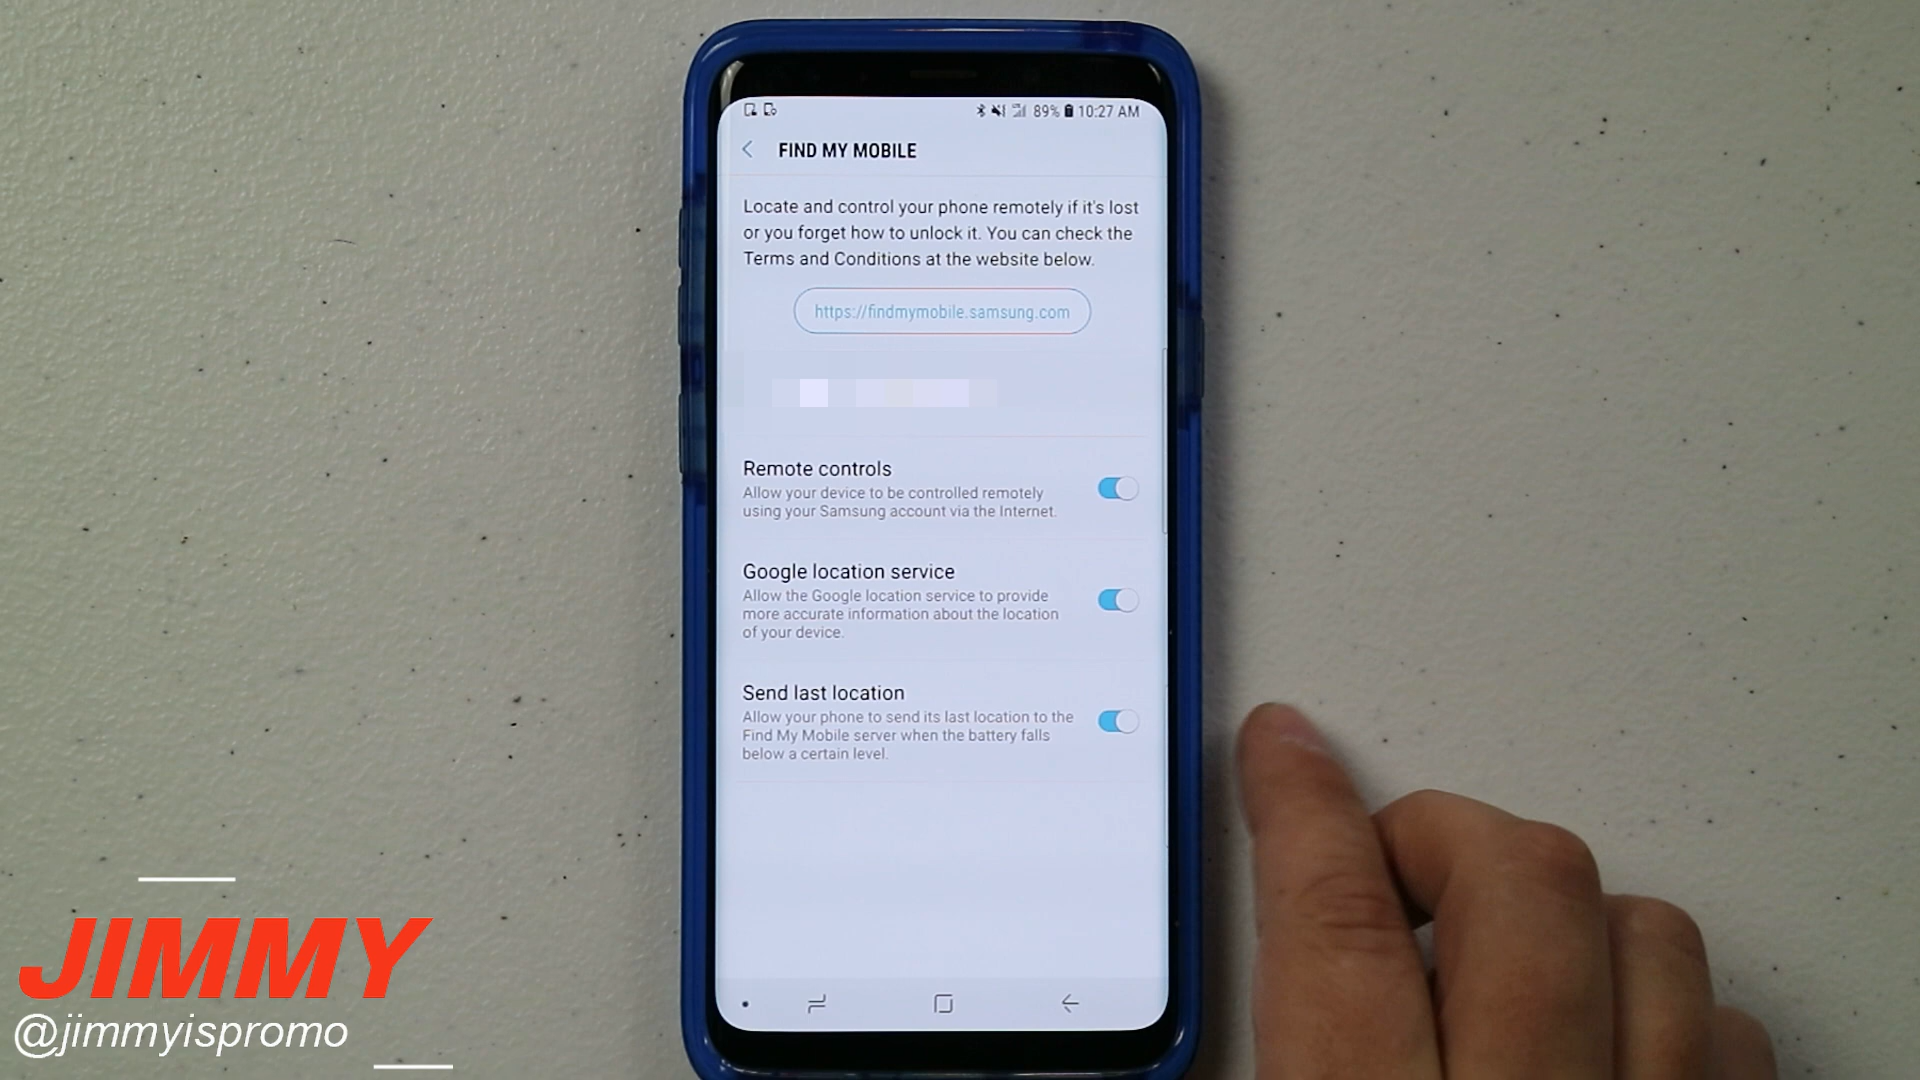 89% 10:27 AM
FIND MY MOBILE
Locate and control your phone remotely if it's lost
or you forget how to unlock it. You can check the
Terms and Conditions at the website below.
https://findmymobile.samsung.com
Remote controls
Allow your device to be controlled remotely
using your Samsung account via the Internet.
Google location service
Allow the Google location service to provide
more accurate information about the location
of your device.
Send last location
Allow your phone to send its last location to the
Find My Mobile server when the battery falls
below a certain level.
JIMMY
@jimmyispromo